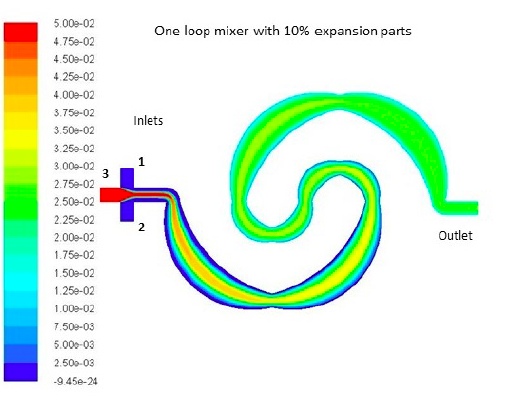 One loop mixer with 10% expansion parts
5.00e-02
4.75e-02
4.50e-02
4.25e-02
4.00e-02
3.75e-02
3.50e-02
3.25e-02
3.00e-02
2.75e-02
2.50e-02
2.25e-02
2.00e-02
1.75e-02
1.50e-02
1.25e-02
1.00e-02
7.50e-03
5.00e-03
2.50e-03
-9.45e-24
Inlets
1
3
2
Outlet